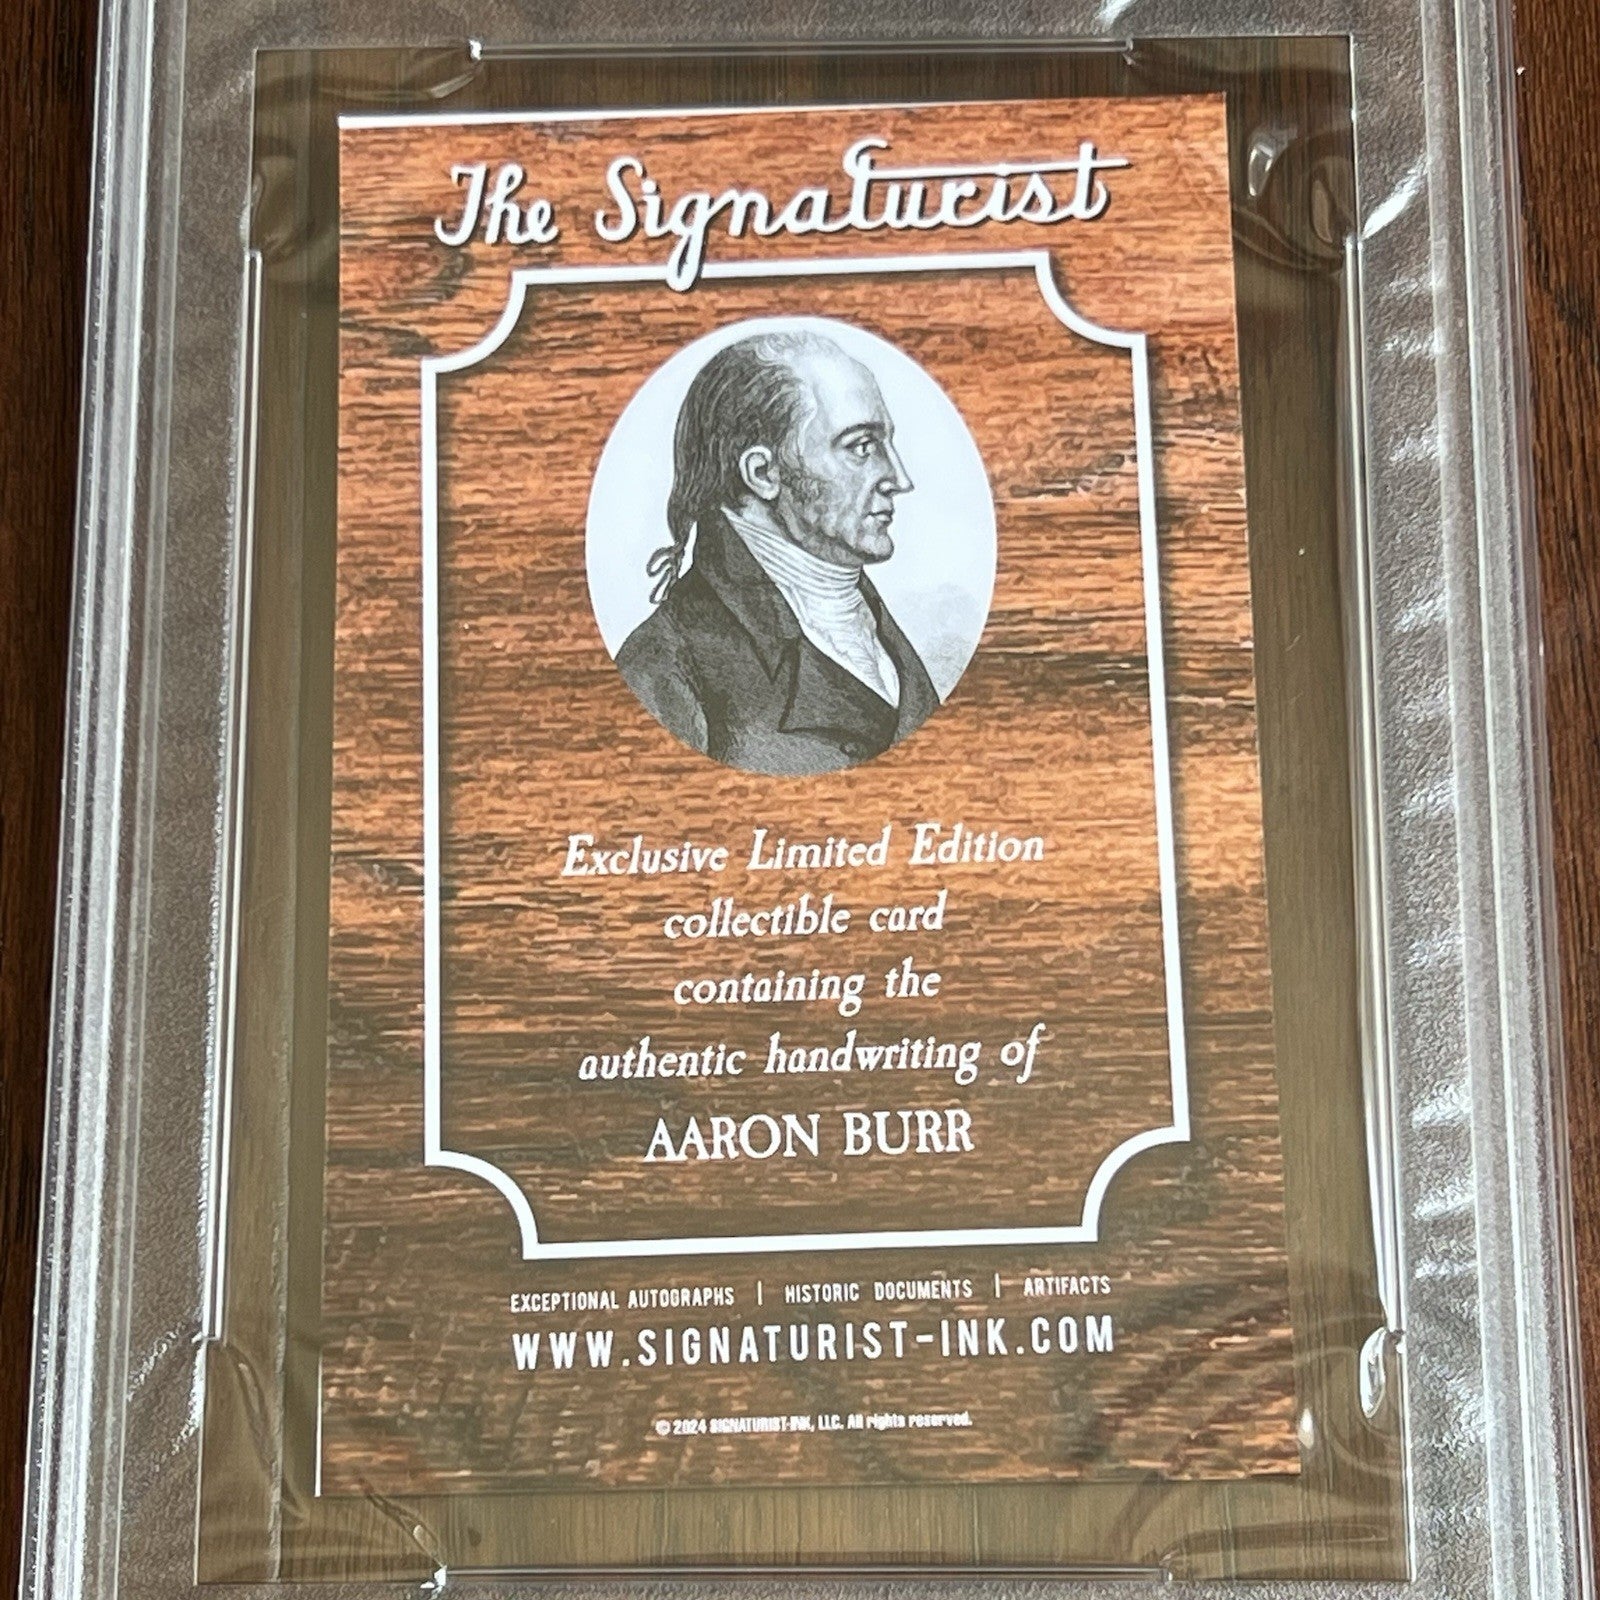 The Signaturist
Exclusive Limited Edition
collectible card
containing the
authentic handwriting of
AARON BURR
EXCEPTIONAL AUTOGRAPHS | HISTORIC DOCUMENTS | ARTIFACTS
WWW.SIGNATURIST-INK.COM
© 2024 SIGNATURIST-INK, LLC. All rights reserved.